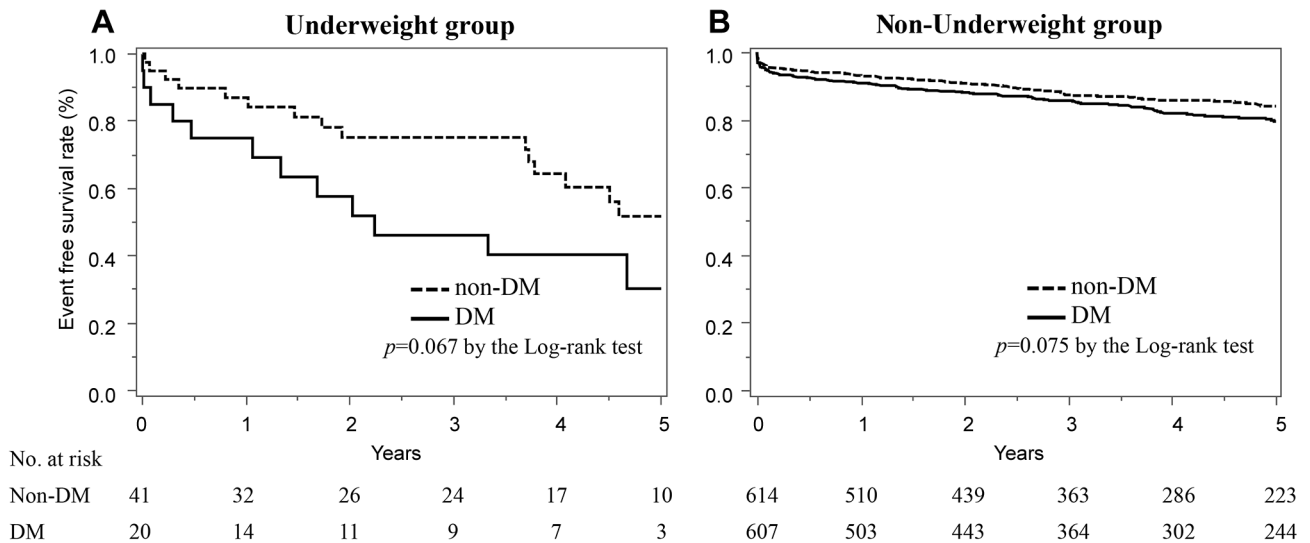 A Underweight group
B Non-Underweight group
Event free survival rate (%)
1.0
0.8
0.6
0.4
0.2
0.0
non-DM
DM
p=0.067 by the Log-rank test
0 1 2 3 4 5
Years
1.0
0.8
0.6
0.4
0.2
0.0
non-DM
DM
p=0.075 by the Log-rank test
0 1 2 3 4 5
Years
No. at risk
Non-DM 41 32 26 24 17 10 614 510 439 363 286 223
DM 20 14 11 9 7 3 607 503 443 364 302 244